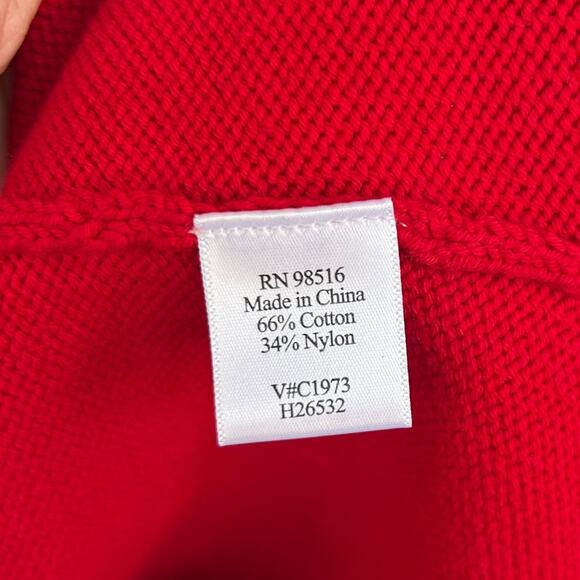 RN 98516
Made in China
66% Cotton
34% Nylon
V#C1973
H26532